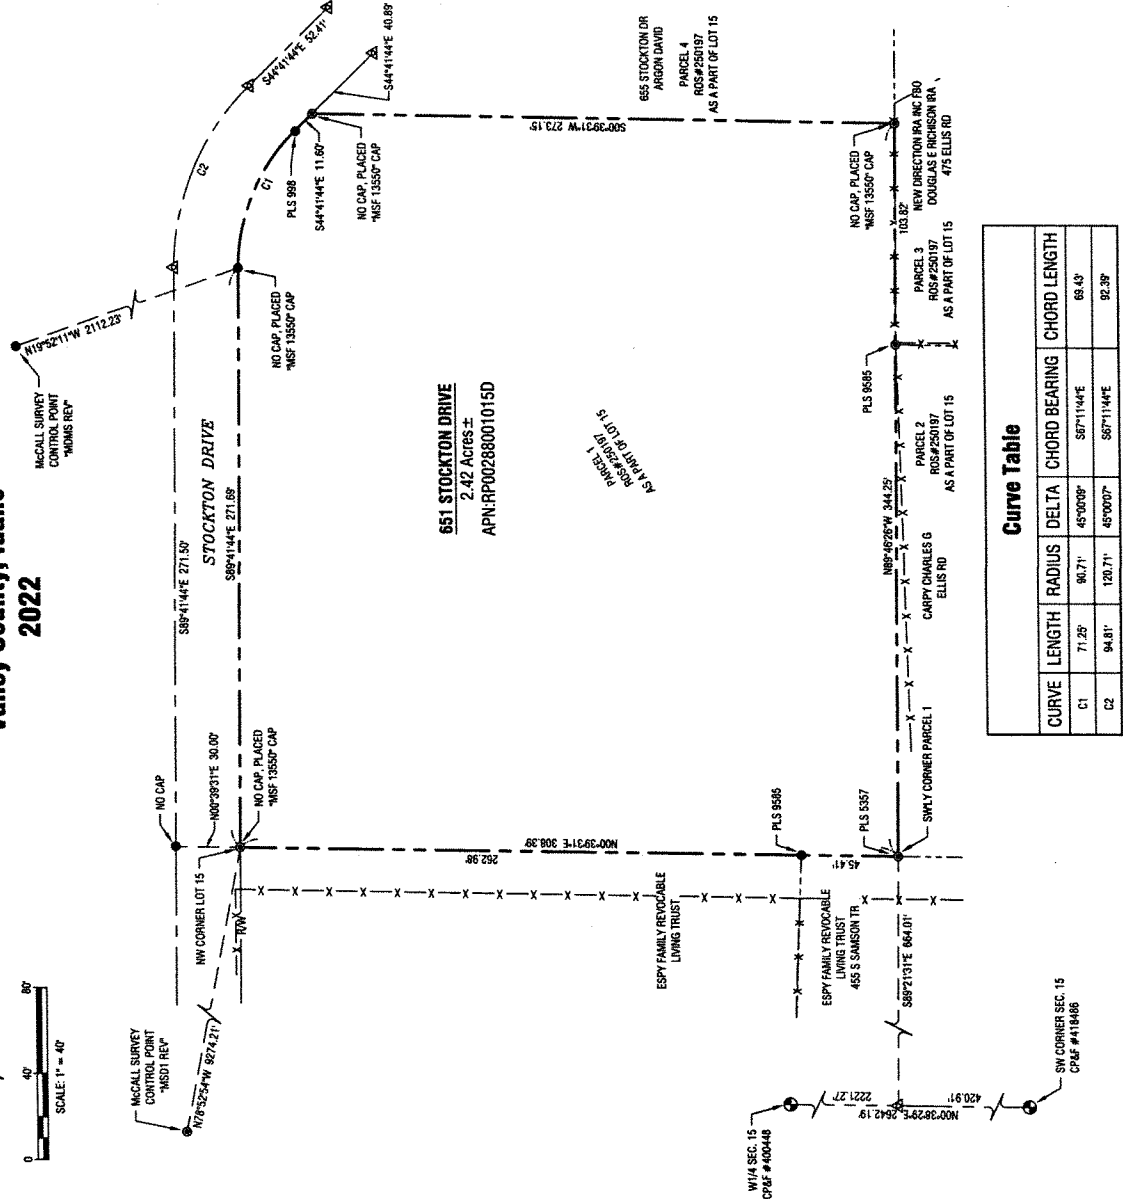 2022
0
40'
80'
SCALE: 1" = 40'
McCALL SURVEY
CONTROL POINT
"MSD1 REV"
N78°52'54"W 9274.21'
McCALL SURVEY
CONTROL POINT
"MDMS REV"
N19°52'11"W 2112.23'
NO CAP
N00°39'31"E 30.00'
NW CORNER LOT 15
R/W
NO CAP, PLACED
"MSF 13550" CAP
S89°41'44"E 271.50'
STOCKTON DRIVE
S89°41'44"E 271.69'
C2
S44°41'44"E 52.41'
C1
PLS 998
S44°41'44"E 11.60'
S44°41'44"E 40.89'
NO CAP, PLACED
"MSF 13550" CAP
NO CAP, PLACED
"MSF 13550" CAP
651 STOCKTON DRIVE
2.42 Acres ±
APN:RP00288001015D
PARCEL 1
ROS#250197
AS A PART OF LOT 15
S00°39'31"W 273.15'
655 STOCKTON DR
ARGON DAVID
PARCEL 4
ROS#250197
AS A PART OF LOT 15
262.98'
N00°39'31"E 308.39'
45.41'
ESPY FAMILY REVOCABLE
LIVING TRUST
ESPY FAMILY REVOCABLE
LIVING TRUST
455 S SAMSON TR
PLS 9585
PLS 5357
SW'LY CORNER PARCEL 1
S89°21'31"E 664.01'
W1/4 SEC. 15
CP&F #400448
2221.27'
N00°38'29"E 2642.19'
420.91'
SW CORNER SEC. 15
CP&F #418486
N89°46'26"W 344.25'
CARPY CHARLES G
ELLIS RD
PARCEL 2
ROS#250197
AS A PART OF LOT 15
PLS 9585
PARCEL 3
ROS#250197
AS A PART OF LOT 15
103.82'
NO CAP, PLACED
"MSF 13550" CAP
NEW DIRECTION IRA INC FBO
DOUGLAS E RICHISON IRA
475 ELLIS RD
Curve Table
CURVE LENGTH RADIUS DELTA CHORD BEARING CHORD LENGTH
C1 71.25' 90.71' 45°00'09" S67°11'44"E 69.43'
C2 94.81' 120.71' 45°00'07" S67°11'44"E 92.39'